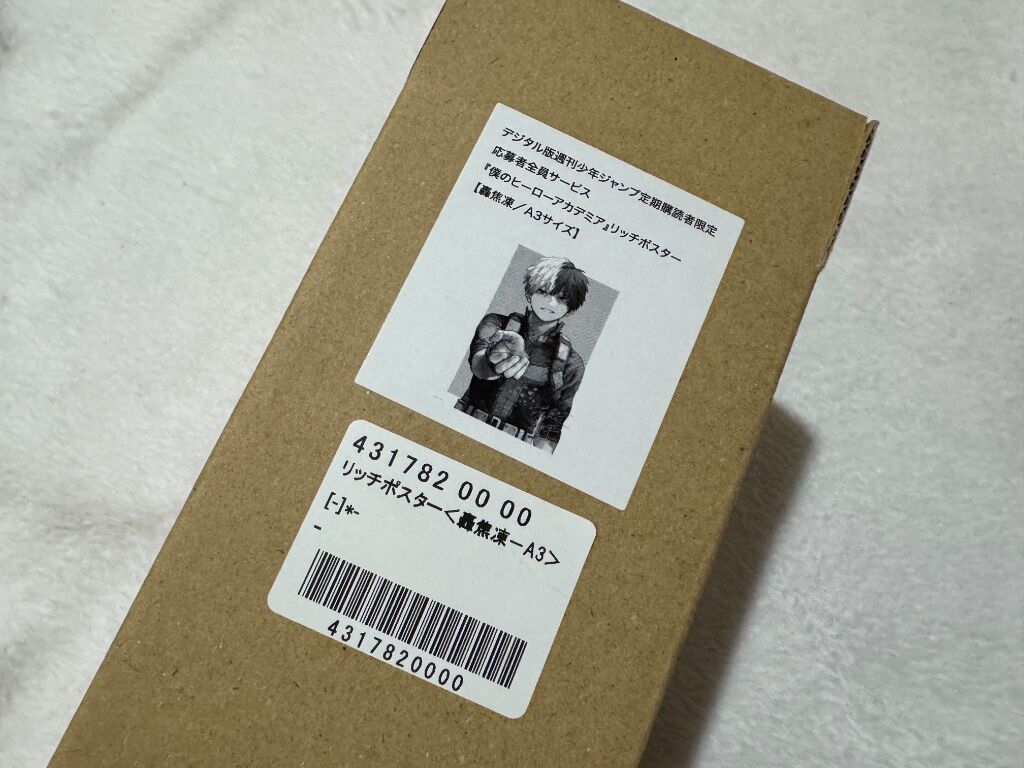 デジタル版週刊少年ジャンプ定期購読者限定
応募者全員サービス
『僕のヒーローアカデミア』リッチポスター
【轟焦凍／A3サイズ】
431782 00 00
リッチポスター＜轟焦凍－A3＞
[-]*-
-
4317820000